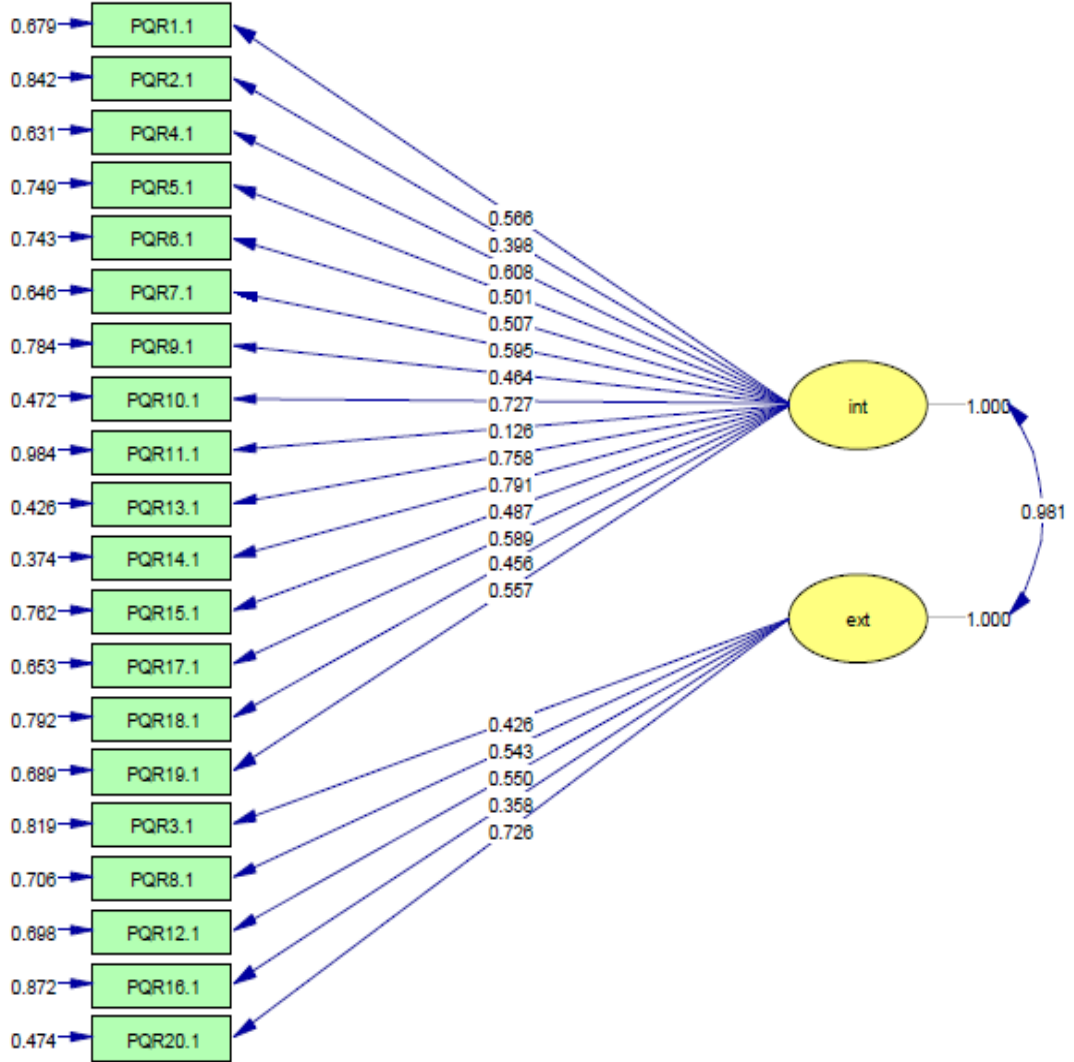 0.679 PQR1.1
0.842 PQR2.1
0.631 PQR4.1
0.749 PQR5.1
0.743 PQR6.1
0.646 PQR7.1
0.784 PQR9.1
0.472 PQR10.1
0.984 PQR11.1
0.426 PQR13.1
0.374 PQR14.1
0.762 PQR15.1
0.653 PQR17.1
0.792 PQR18.1
0.689 PQR19.1
0.819 PQR3.1
0.706 PQR8.1
0.698 PQR12.1
0.872 PQR16.1
0.474 PQR20.1
0.566
0.398
0.608
0.501
0.507
0.595
0.464
0.727
0.126
0.758
0.791
0.487
0.589
0.456
0.557
0.426
0.543
0.550
0.358
0.726
int 1.000
0.981
ext 1.000